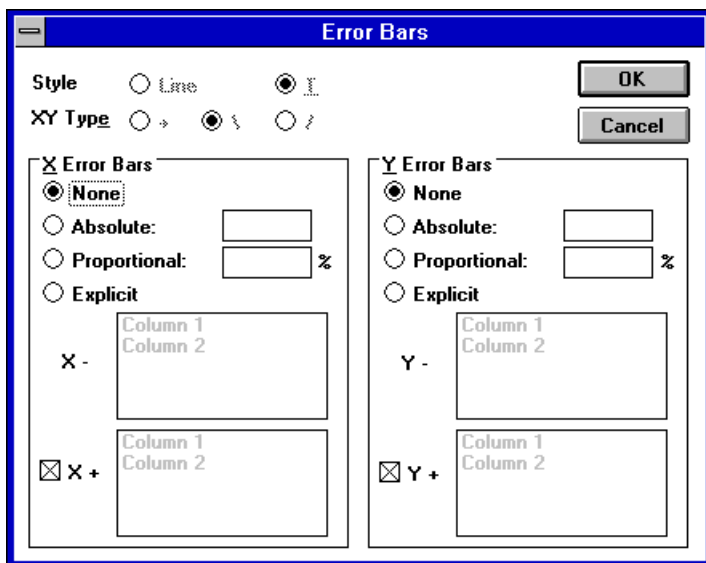 Error Bars
Style Line I
XY Type
OK
Cancel
X Error Bars
None
Absolute:
Proportional: %
Explicit
X -
Column 1
Column 2
X +
Column 1
Column 2
Y Error Bars
None
Absolute:
Proportional: %
Explicit
Y -
Column 1
Column 2
Y +
Column 1
Column 2